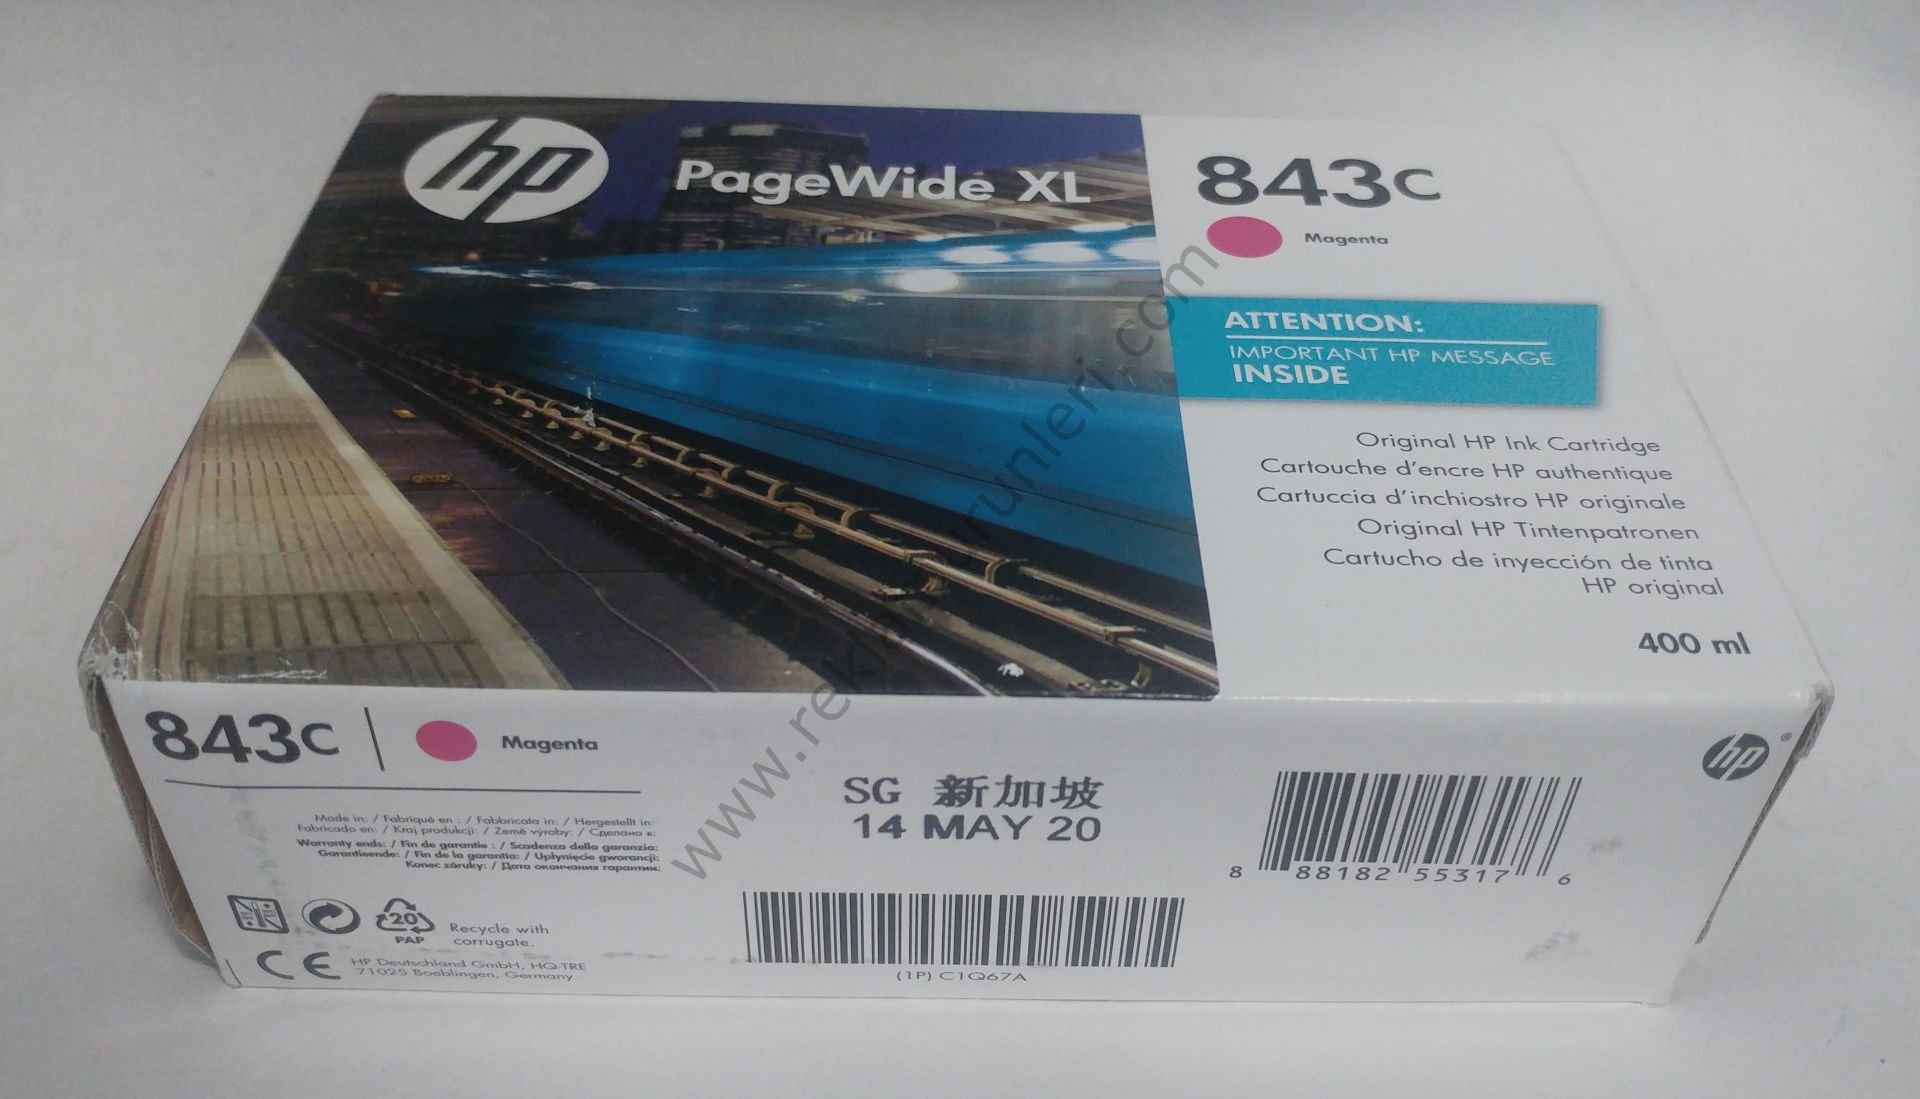 hp
PageWide XL
843C
Magenta
ATTENTION:
IMPORTANT HP MESSAGE
INSIDE
Original HP Ink Cartridge
Cartouche d'encre HP authentique
Cartuccia d'inchiostro HP originale
Original HP Tintenpatronen
Cartucho de inyección de tinta
HP original
400 ml
www.reklamurunleri.com
843C
Magenta
hp ®
Made in: / Fabriqué en : / Fabbricato in: / Hergestellt in:
Fabricado en: / Kraj produkcji: / Země výroby: / Сделано в:
Warranty ends: / Fin de garantie : / Scadenza della garanzia:
Garantieende: / Fin de la garantía: / Upłynięcie gwarancji:
Konec záruky: / Дата окончания гарантии:
SG 新加坡
14 MAY 20
8 88182 55317 6
20
PAP
Recycle with
corrugate.
CE
HP Deutschland GmbH, HQ-TRE
71025 Boeblingen, Germany
(1P) C1Q67A